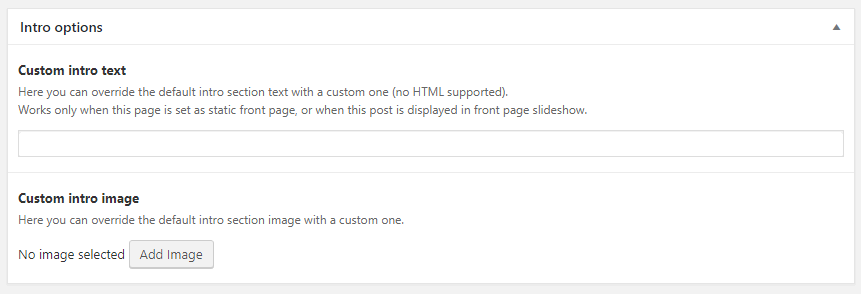 Intro options
Custom intro text
Here you can override the default intro section text with a custom one (no HTML supported).
Works only when this page is set as static front page, or when this post is displayed in front page slideshow.
Custom intro image
Here you can override the default intro section image with a custom one.
No image selected Add Image